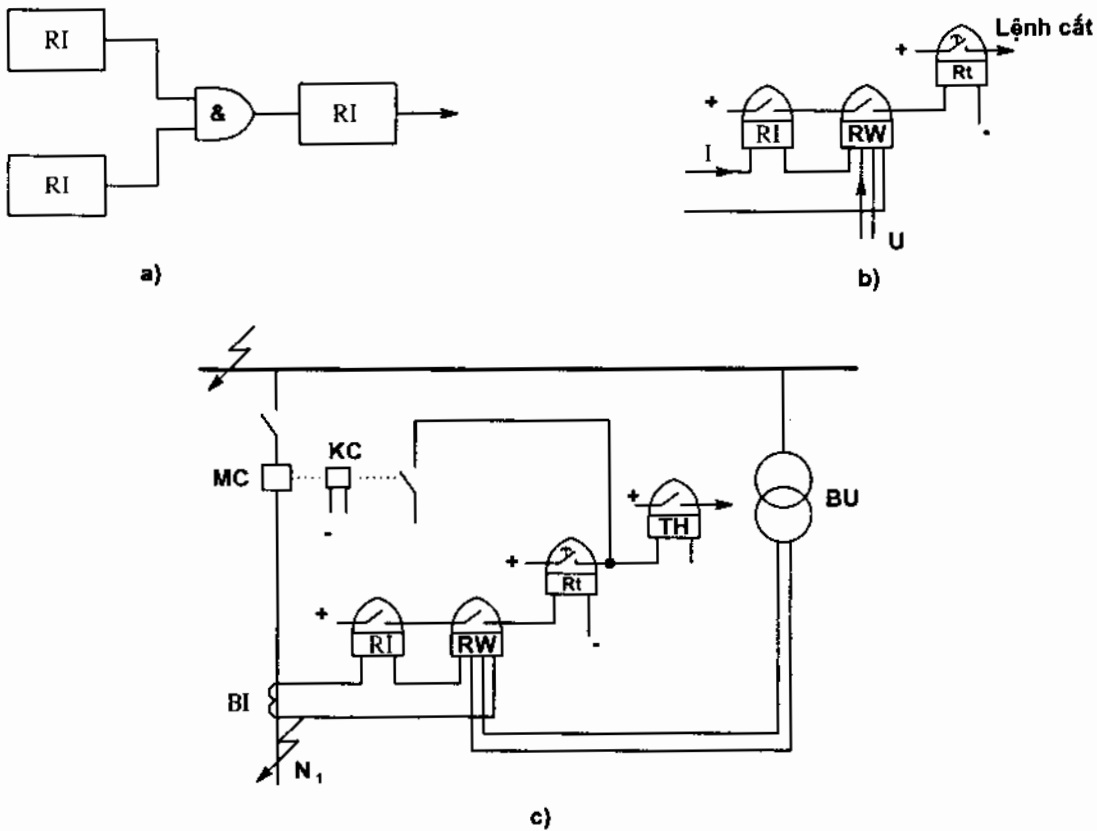 RI
&
RI
RI
a)
+
Lệnh cắt
Rt
-
+
RI
RW
I
U
b)
MC
KC
-
+
TH
BU
+
Rt
-
+
RI
RW
BI
N₁
c)